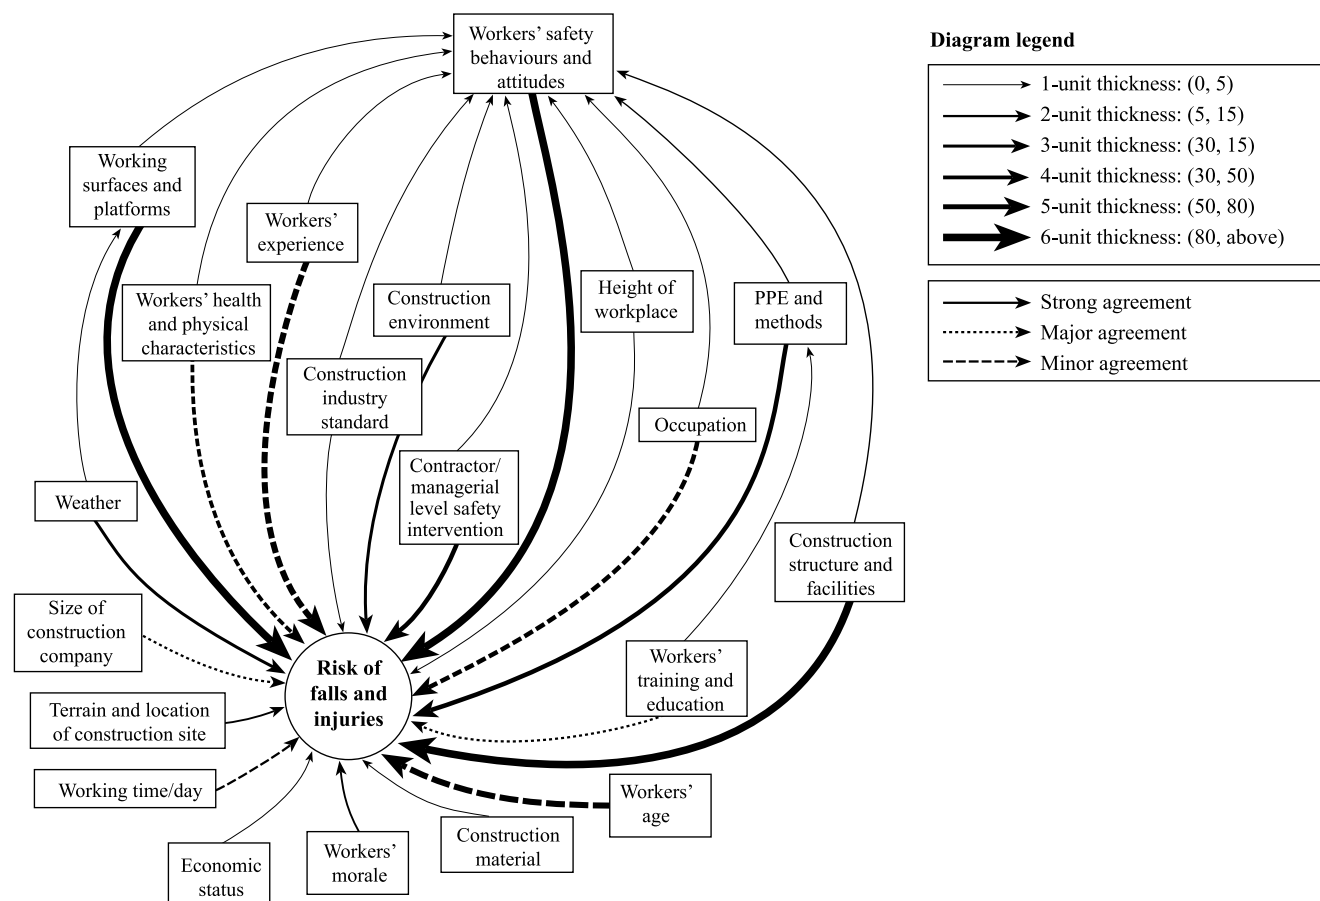 Workers’ safety
behaviours and
attitudes
Diagram legend
1-unit thickness: (0, 5)
2-unit thickness: (5, 15)
3-unit thickness: (30, 15)
4-unit thickness: (30, 50)
5-unit thickness: (50, 80)
6-unit thickness: (80, above)
Strong agreement
Major agreement
Minor agreement
Working
surfaces and
platforms
Workers’
experience
Workers’ health
and physical
characteristics
Construction
environment
Height of
workplace
PPE and
methods
Construction
industry
standard
Occupation
Contractor/
managerial
level safety
intervention
Weather
Construction
structure and
facilities
Size of
construction
company
Risk of
falls and
injuries
Workers’
training and
education
Terrain and location
of construction site
Working time/day
Workers’
age
Economic
status
Workers’
morale
Construction
material